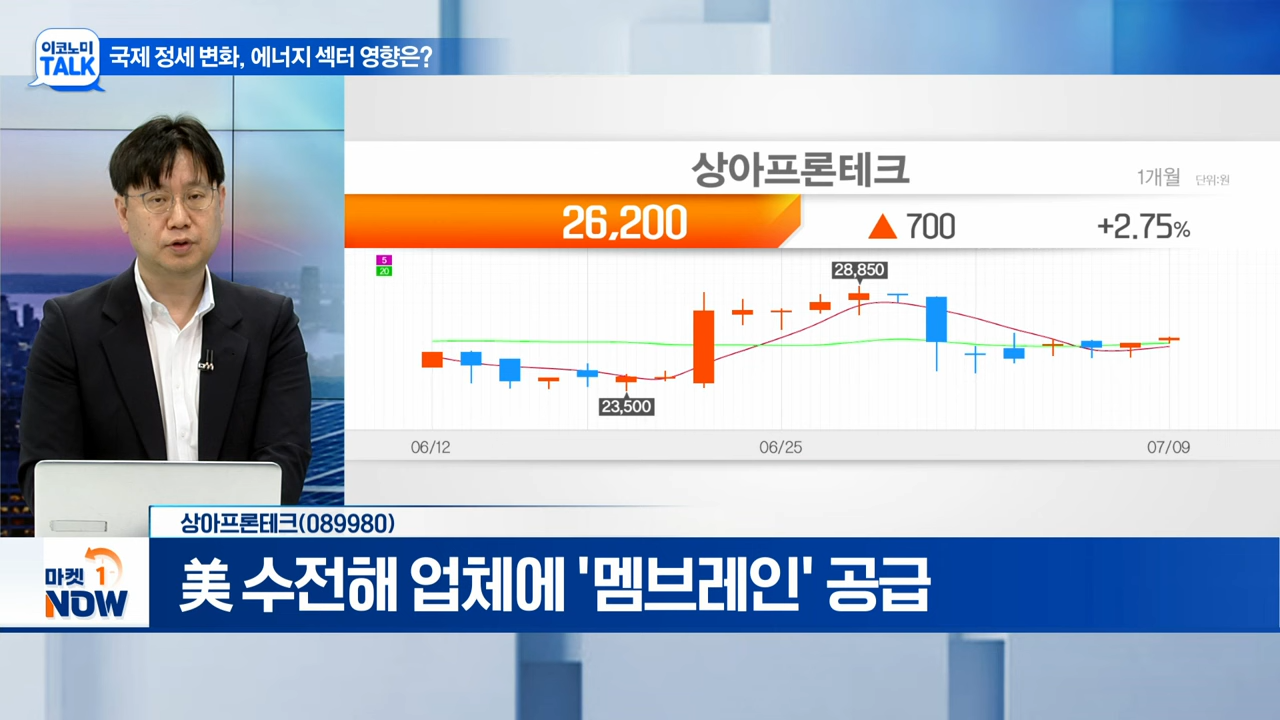 이코노미
TALK
국제 정세 변화, 에너지 섹터 영향은?
상아프론테크
1개월 단위:원
26,200 ▲ 700 +2.75%
5
20
28,850
23,500
06/12 06/25 07/09
상아프론테크(089980)
마켓 1
NOW
美 수전해 업체에 '멤브레인' 공급